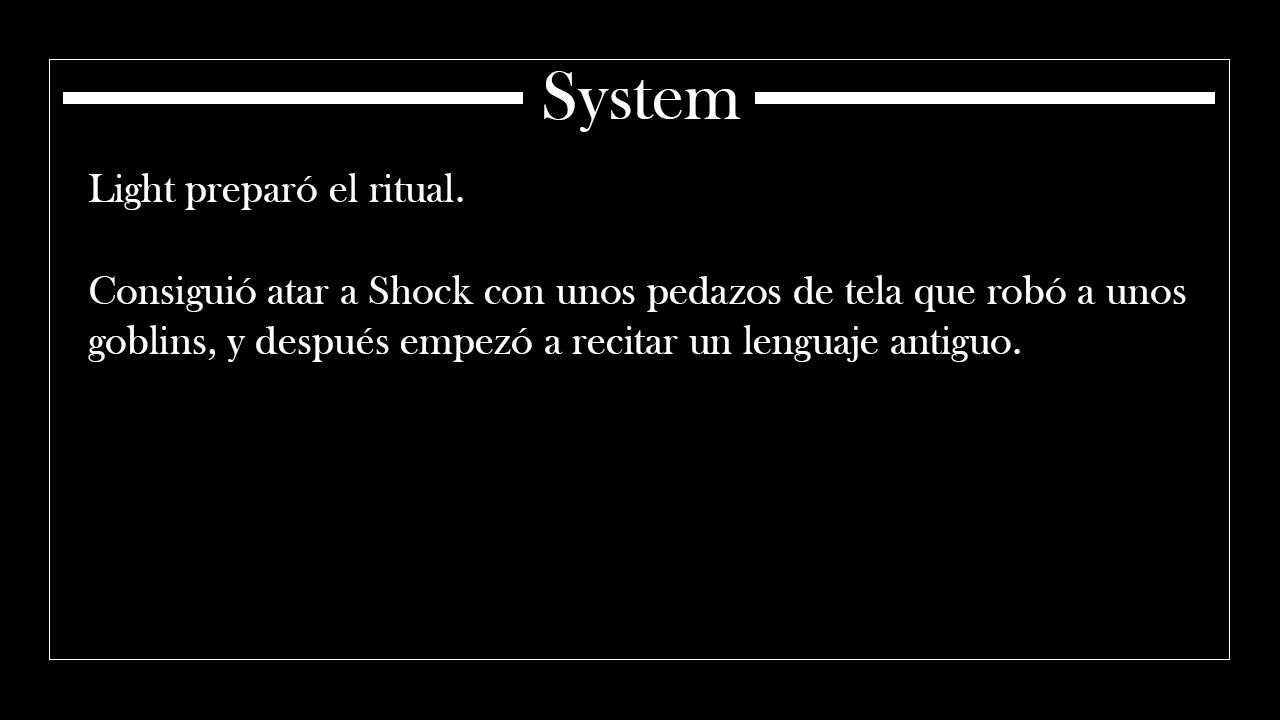 System
Light preparó el ritual.
Consiguió atar a Shock con unos pedazos de tela que robó a unos
goblins, y después empezó a recitar un lenguaje antiguo.